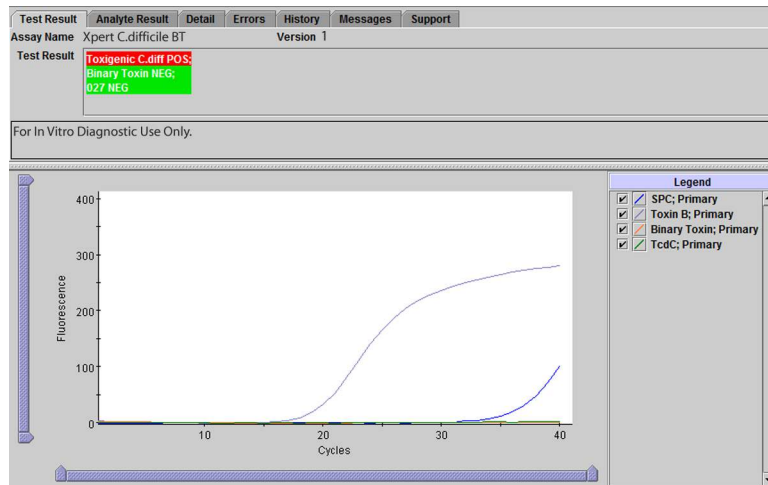 Test Result Analyte Result Detail Errors History Messages Support
Assay Name Xpert C.difficile BT Version 1
Test Result Toxigenic C.diff POS;
Binary Toxin NEG;
027 NEG
For In Vitro Diagnostic Use Only.
Legend
SPC; Primary
Toxin B; Primary
Binary Toxin; Primary
TcdC; Primary
400
300
200
100
0
Fluorescence
10 20 30 40
Cycles